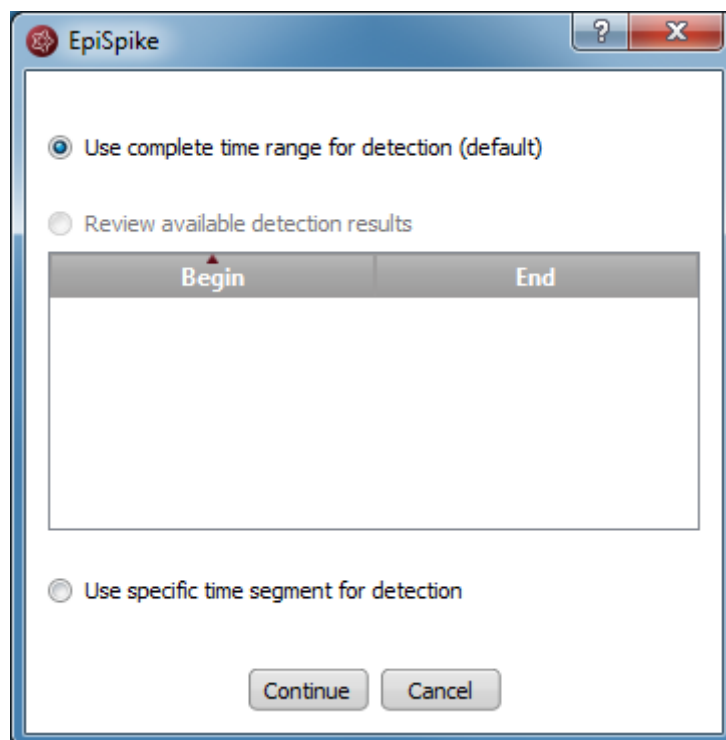 EpiSpike
?
Use complete time range for detection (default)
Review available detection results
Begin End
Use specific time segment for detection
Continue Cancel